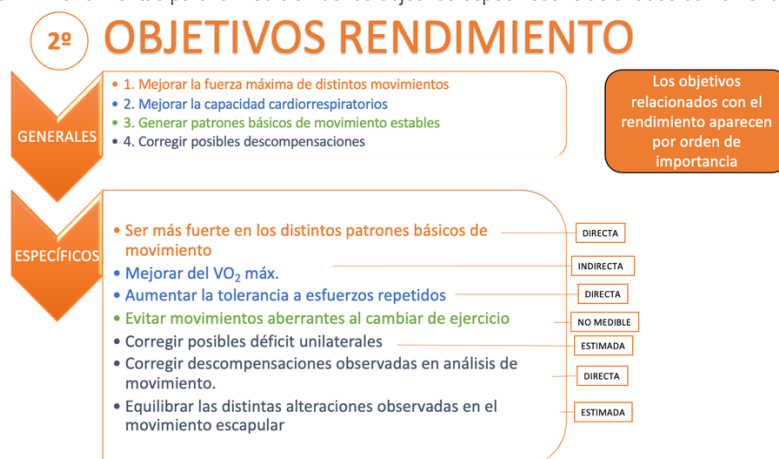 2º OBJETIVOS RENDIMIENTO
GENERALES
• 1. Mejorar la fuerza máxima de distintos movimientos
• 2. Mejorar la capacidad cardiorrespiratorios
• 3. Generar patrones básicos de movimiento estables
• 4. Corregir posibles descompensaciones
Los objetivos
relacionados con el
rendimiento aparecen
por orden de
importancia
ESPECÍFICOS
• Ser más fuerte en los distintos patrones básicos de
movimiento
DIRECTA
• Mejorar del VO₂ máx.
INDIRECTA
• Aumentar la tolerancia a esfuerzos repetidos
DIRECTA
• Evitar movimientos aberrantes al cambiar de ejercicio
NO MEDIBLE
• Corregir posibles déficit unilaterales
ESTIMADA
• Corregir descompensaciones observadas en análisis de
movimiento.
DIRECTA
• Equilibrar las distintas alteraciones observadas en el
movimiento escapular
ESTIMADA